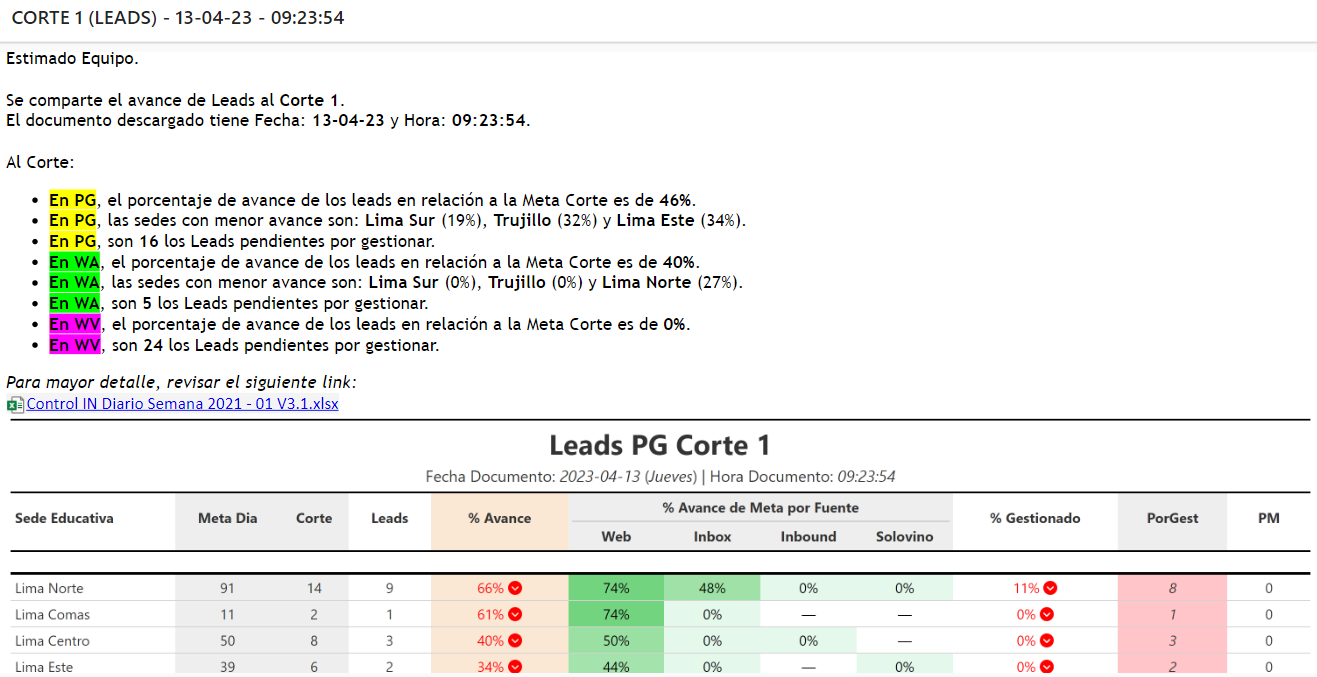 CORTE 1 (LEADS) - 13-04-23 - 09:23:54
Estimado Equipo.
Se comparte el avance de Leads al Corte 1.
El documento descargado tiene Fecha: 13-04-23 y Hora: 09:23:54.
Al Corte:
• En PG, el porcentaje de avance de los leads en relación a la Meta Corte es de 46%.
• En PG, las sedes con menor avance son: Lima Sur (19%), Trujillo (32%) y Lima Este (34%).
• En PG, son 16 los Leads pendientes por gestionar.
• En WA, el porcentaje de avance de los leads en relación a la Meta Corte es de 40%.
• En WA, las sedes con menor avance son: Lima Sur (0%), Trujillo (0%) y Lima Norte (27%).
• En WA, son 5 los Leads pendientes por gestionar.
• En WV, el porcentaje de avance de los leads en relación a la Meta Corte es de 0%.
• En WV, son 24 los Leads pendientes por gestionar.
Para mayor detalle, revisar el siguiente link:
Control IN Diario Semana 2021 - 01 V3.1.xlsx
Leads PG Corte 1
Fecha Documento: 2023-04-13 (Jueves) | Hora Documento: 09:23:54
Sede Educativa Meta Dia Corte Leads % Avance % Avance de Meta por Fuente % Gestionado PorGest PM
Web Inbox Inbound Solovino
Lima Norte 91 14 9 66% 74% 48% 0% 0% 11% 8 0
Lima Comas 11 2 1 61% 74% 0% — — 0% 1 0
Lima Centro 50 8 3 40% 50% 0% 0% — 0% 3 0
Lima Este 39 6 2 34% 44% 0% — 0% 0% 2 0